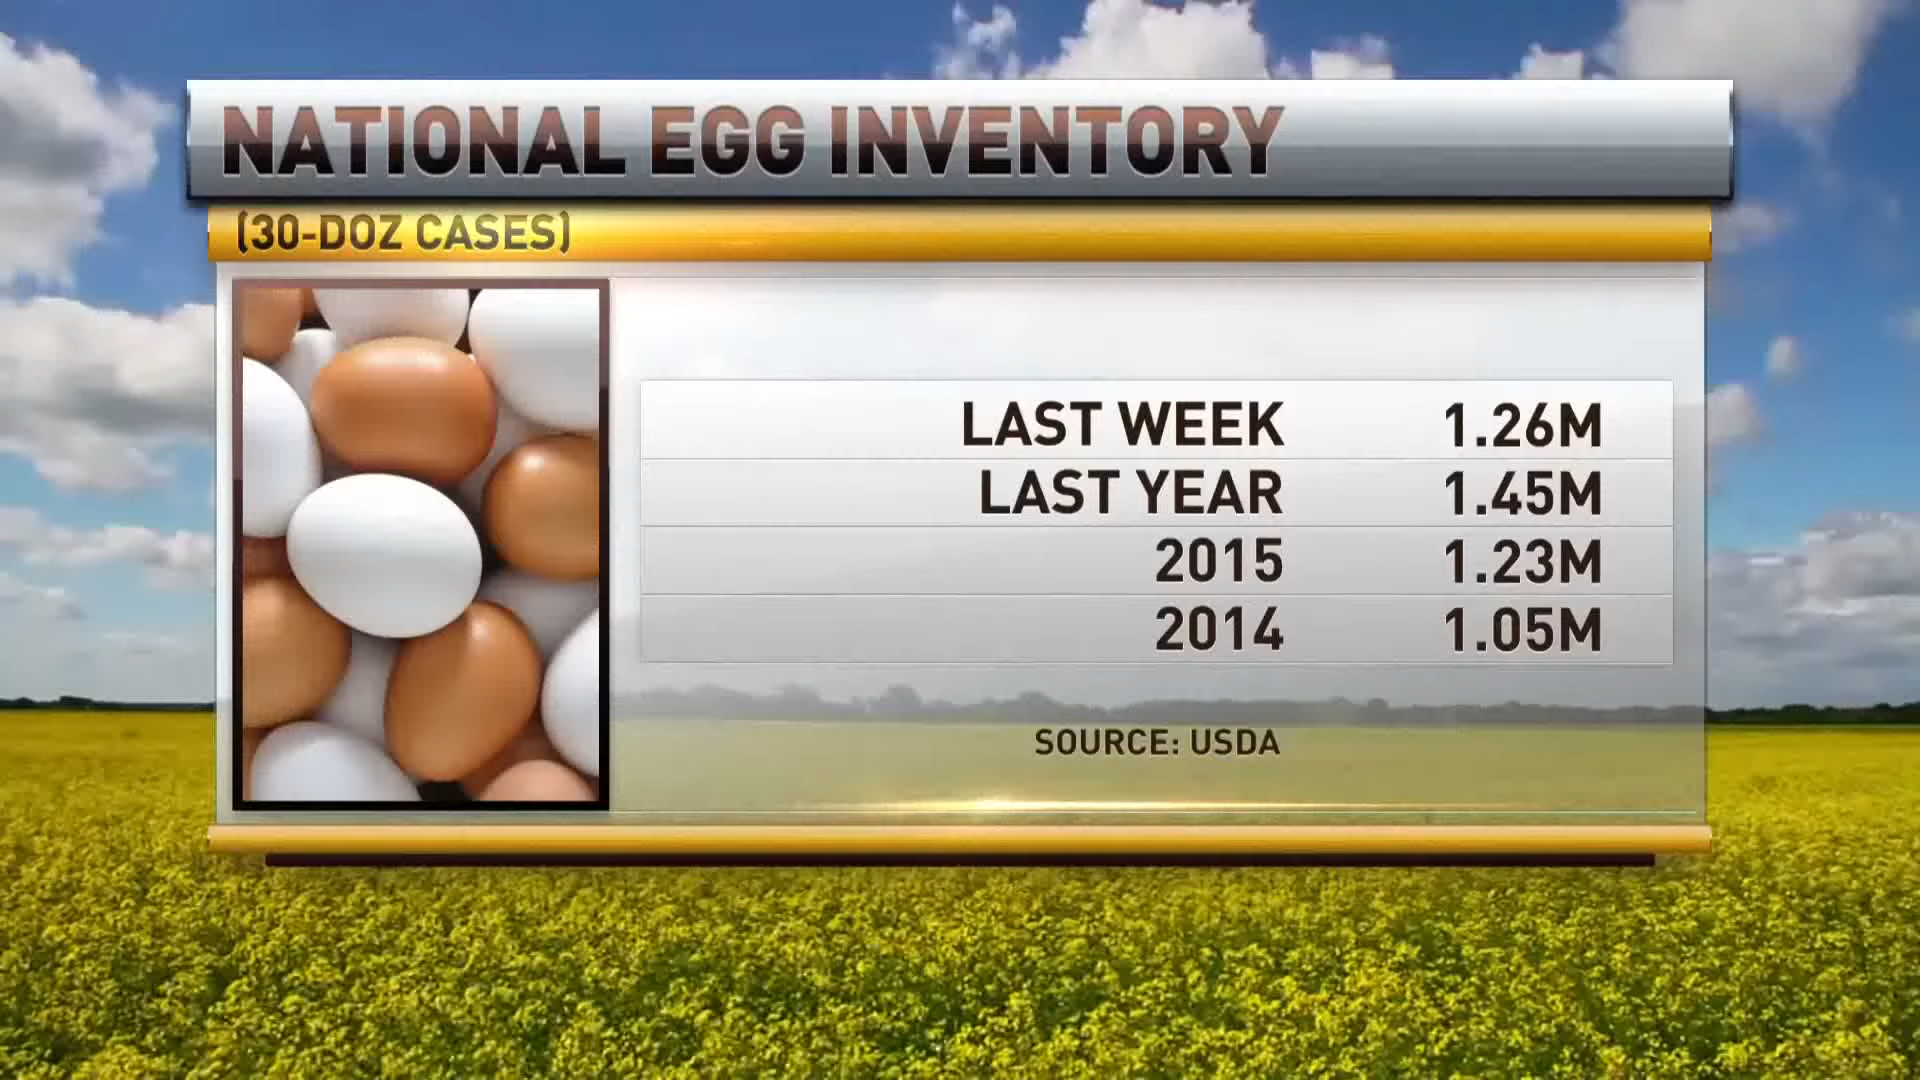 NATIONAL EGG INVENTORY
(30-DOZ CASES)
LAST WEEK 1.26M
LAST YEAR 1.45M
2015 1.23M
2014 1.05M
SOURCE: USDA